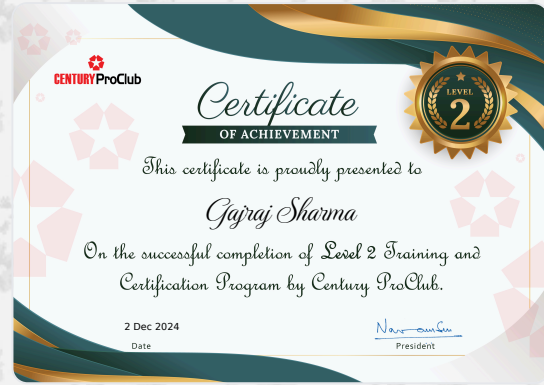 CENTURY ProClub
Certificate
OF ACHIEVEMENT
LEVEL
2
This certificate is proudly presented to
Gajraj Sharma
On the successful completion of Level 2 Training and
Certification Program by Century ProClub.
2 Dec 2024
Date
President